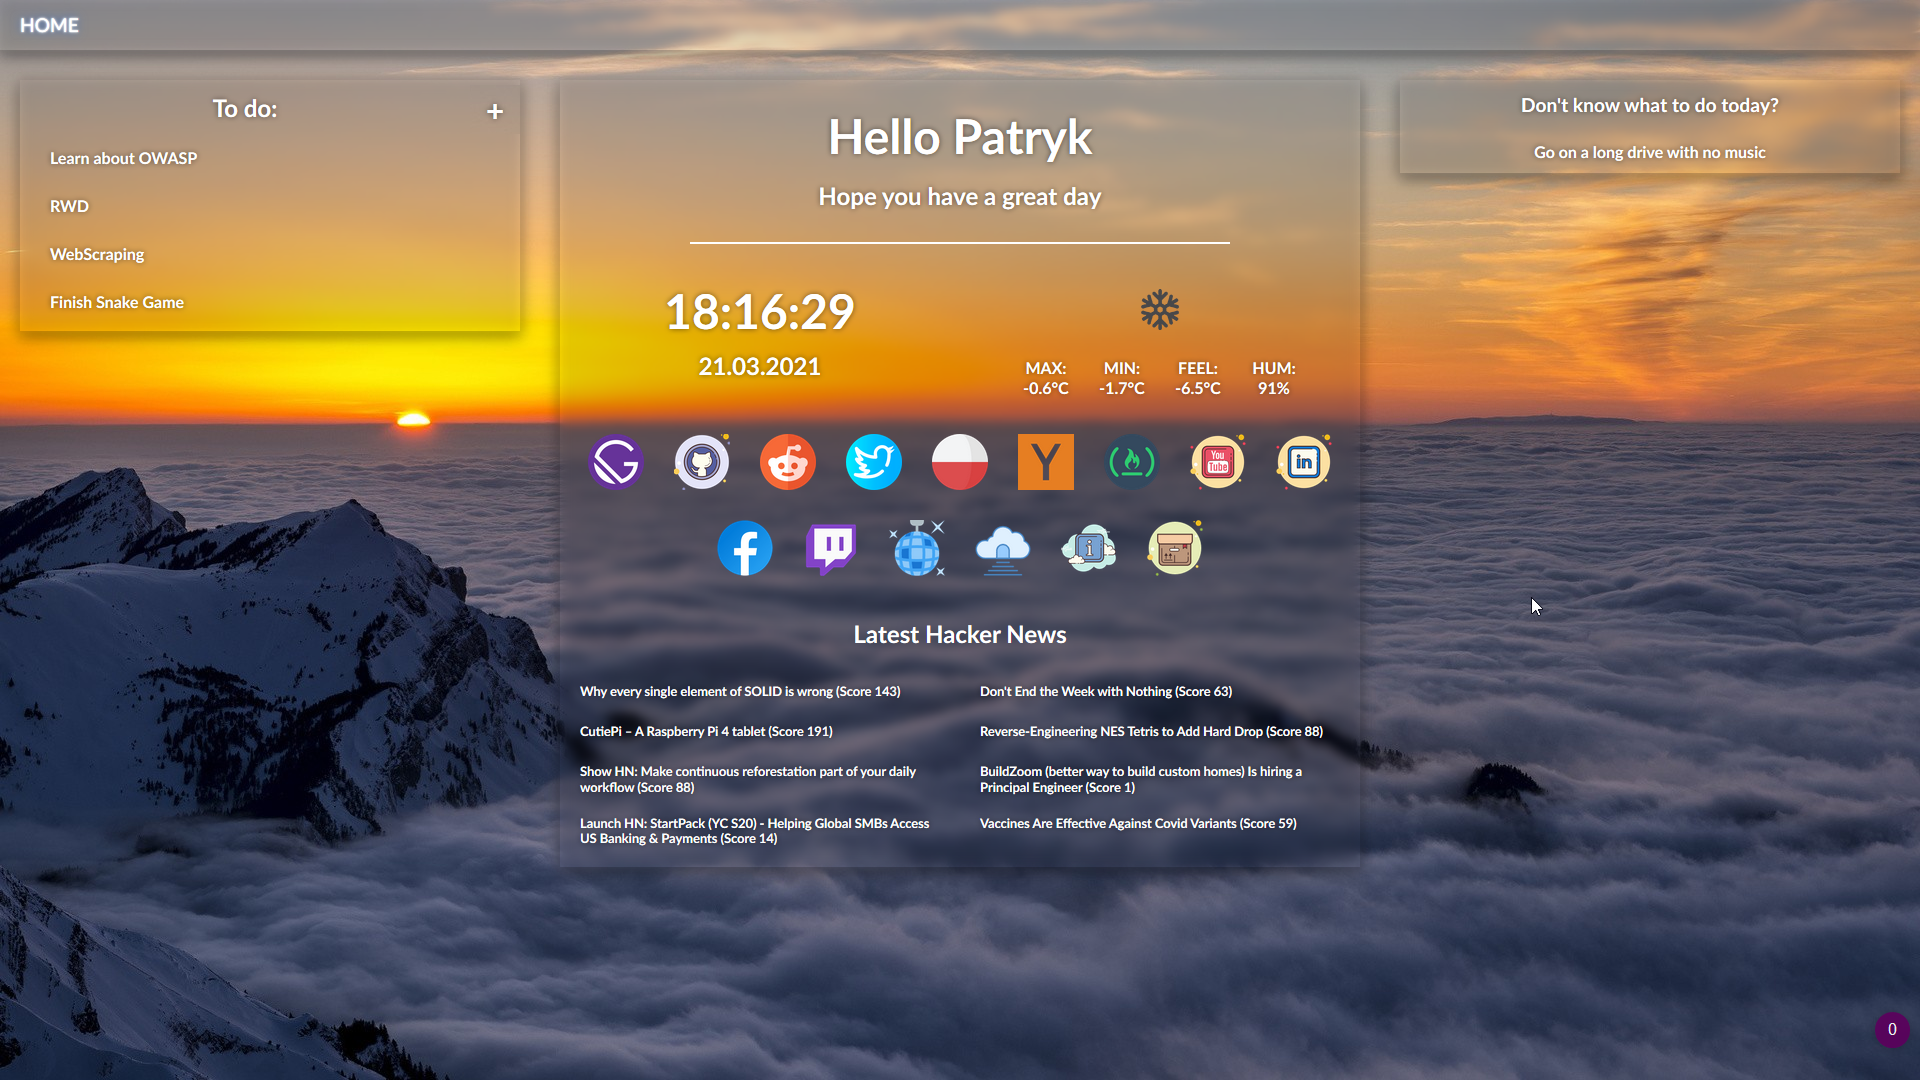 HOME
To do:
+
Learn about OWASP
RWD
WebScraping
Finish Snake Game
Hello Patryk
Hope you have a great day
18:16:29
21.03.2021
MAX: MIN: FEEL: HUM:
-0.6°C -1.7°C -6.5°C 91%
Y
You
Tube
in
f
i
Latest Hacker News
Why every single element of SOLID is wrong (Score 143)
Don't End the Week with Nothing (Score 63)
CutiePi – A Raspberry Pi 4 tablet (Score 191)
Reverse-Engineering NES Tetris to Add Hard Drop (Score 88)
Show HN: Make continuous reforestation part of your daily
workflow (Score 88)
BuildZoom (better way to build custom homes) Is hiring a
Principal Engineer (Score 1)
Launch HN: StartPack (YC S20) - Helping Global SMBs Access
US Banking & Payments (Score 14)
Vaccines Are Effective Against Covid Variants (Score 59)
Don't know what to do today?
Go on a long drive with no music
0